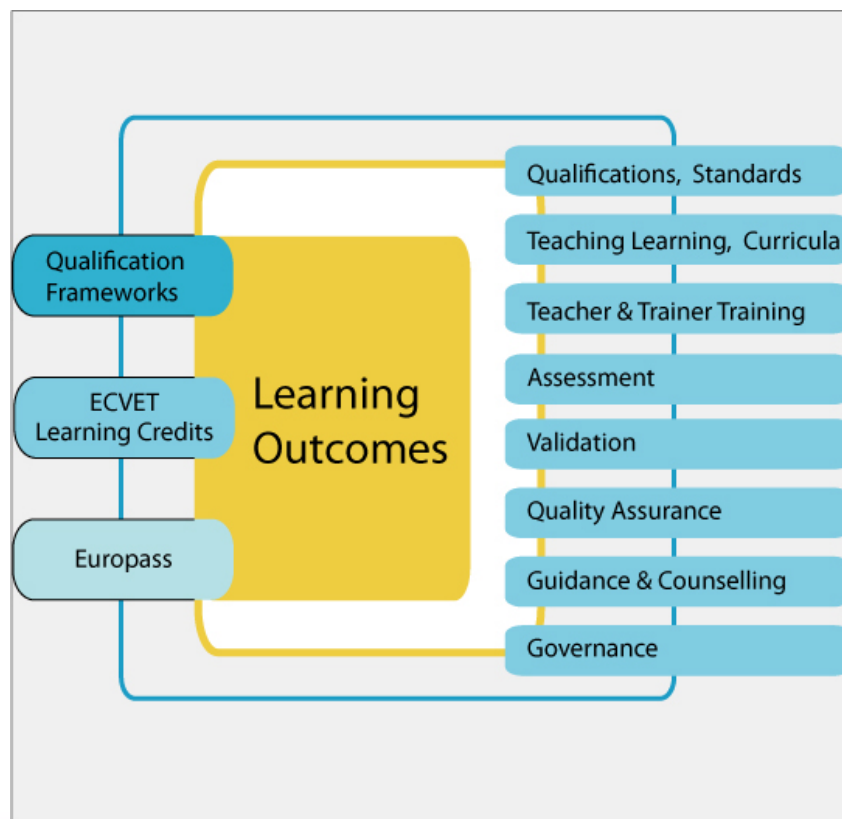 Qualification
Frameworks
ECVET
Learning Credits
Europass
Learning
Outcomes
Qualifications, Standards
Teaching Learning, Curricula
Teacher & Trainer Training
Assessment
Validation
Quality Assurance
Guidance & Counselling
Governance